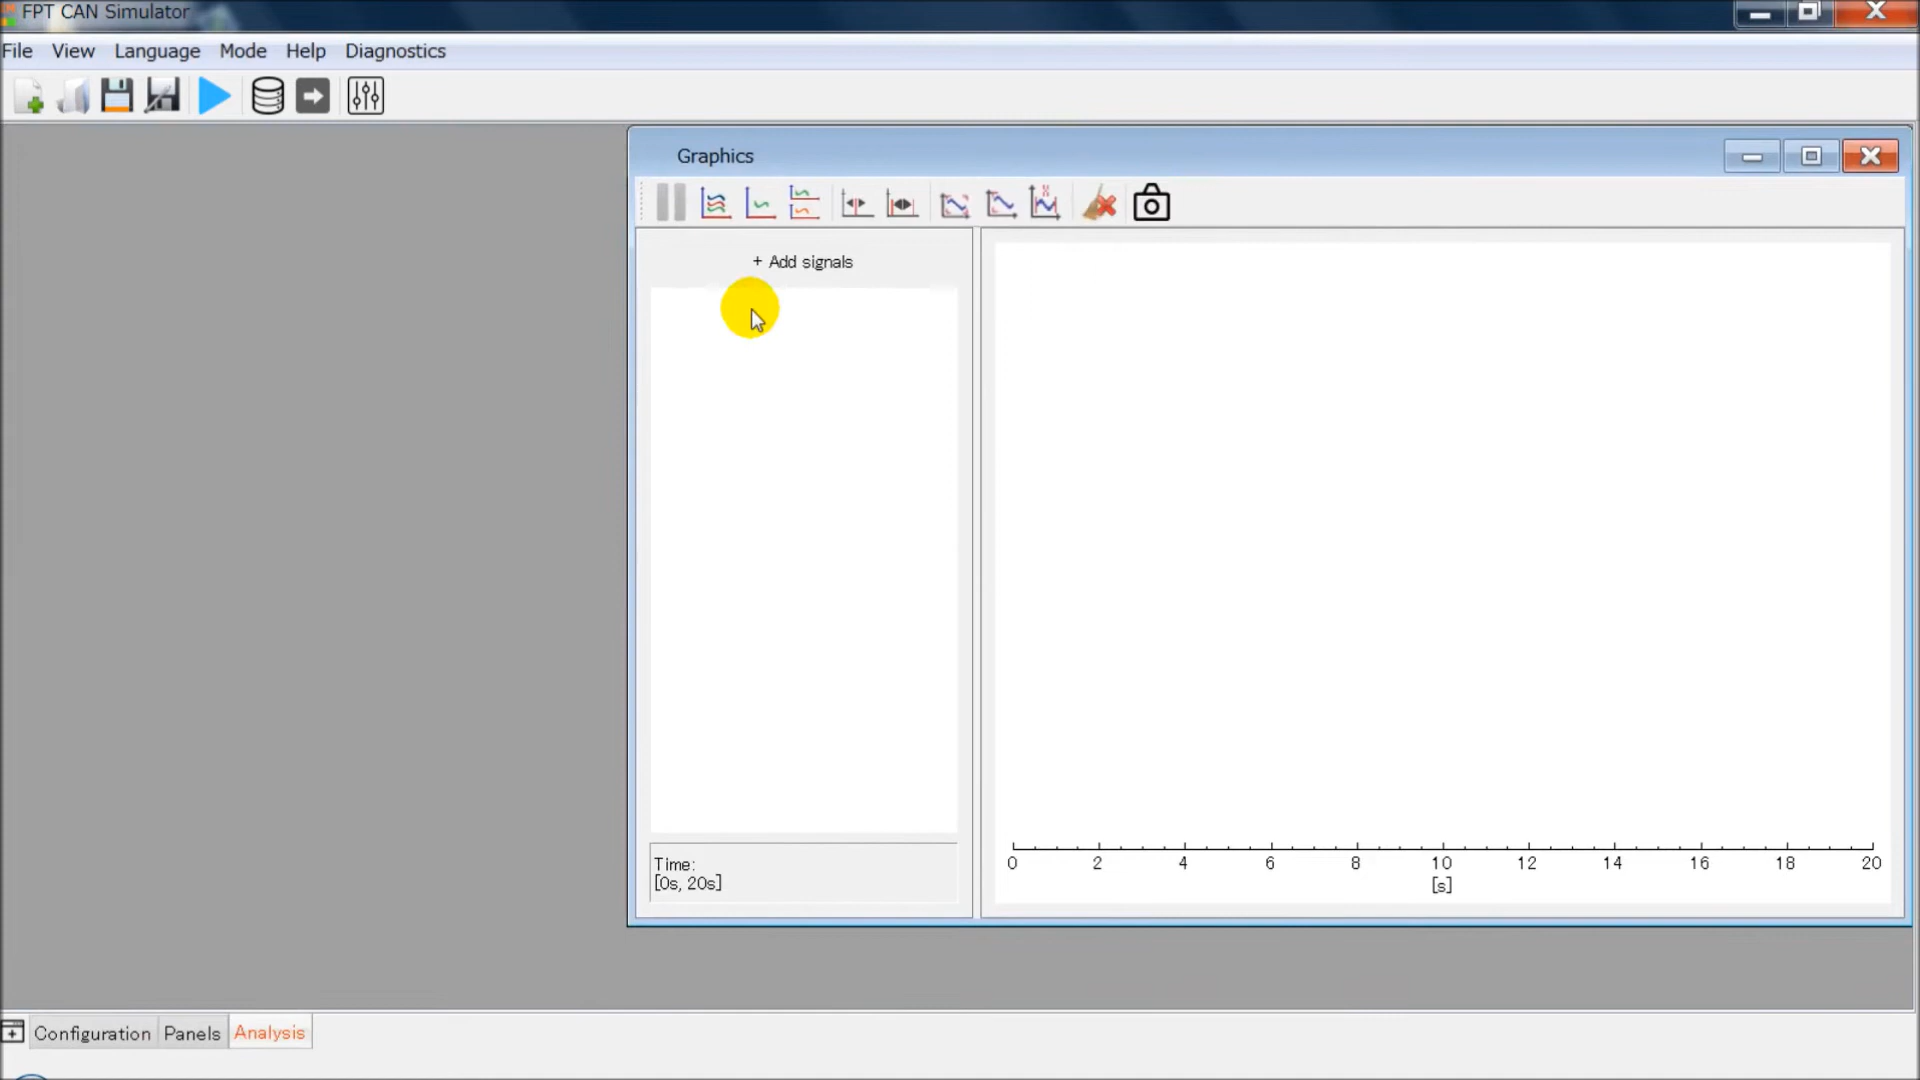 FPT CAN Simulator
File View Language Mode Help Diagnostics
Graphics
+ Add signals
Time:
[0s, 20s]
0 2 4 6 8 10 12 14 16 18 20
[s]
Configuration Panels Analysis